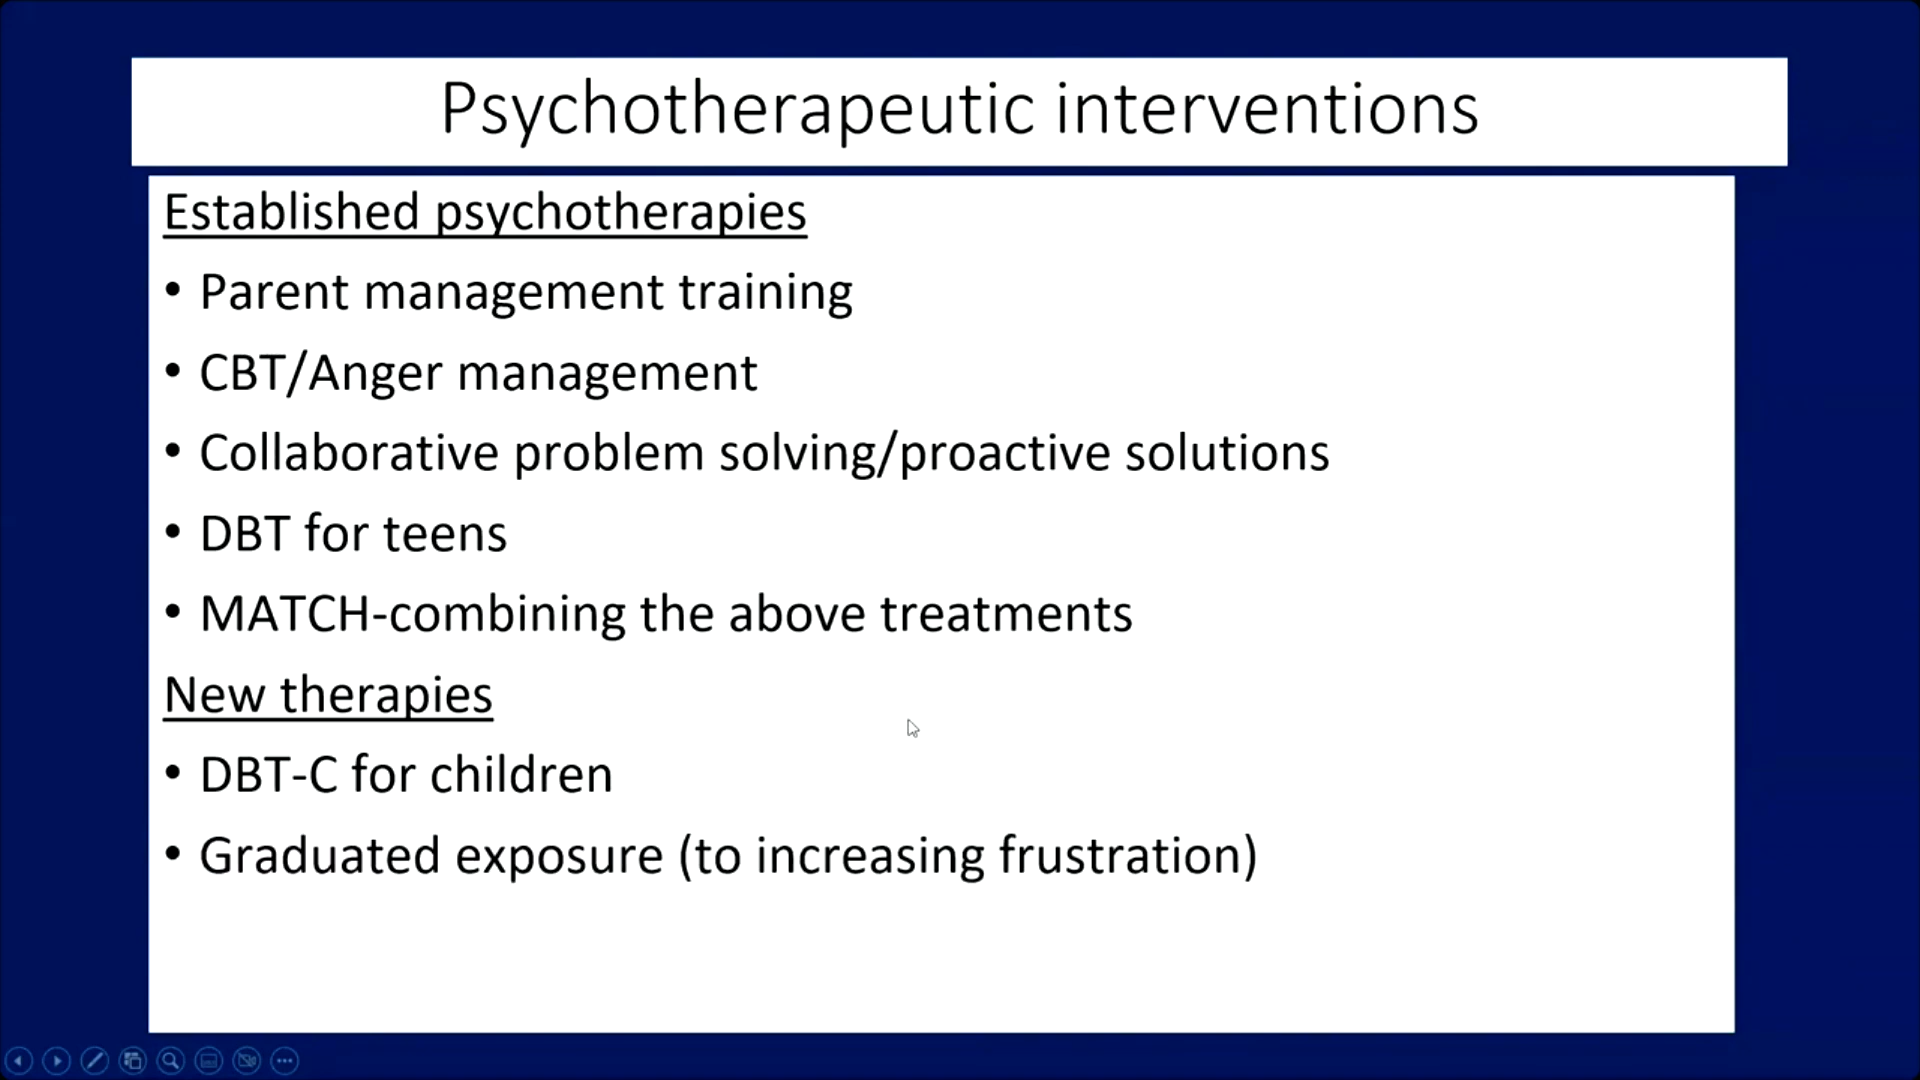 Psychotherapeutic interventions
Established psychotherapies
• Parent management training
• CBT/Anger management
• Collaborative problem solving/proactive solutions
• DBT for teens
• MATCH-combining the above treatments
New therapies
• DBT-C for children
• Graduated exposure (to increasing frustration)